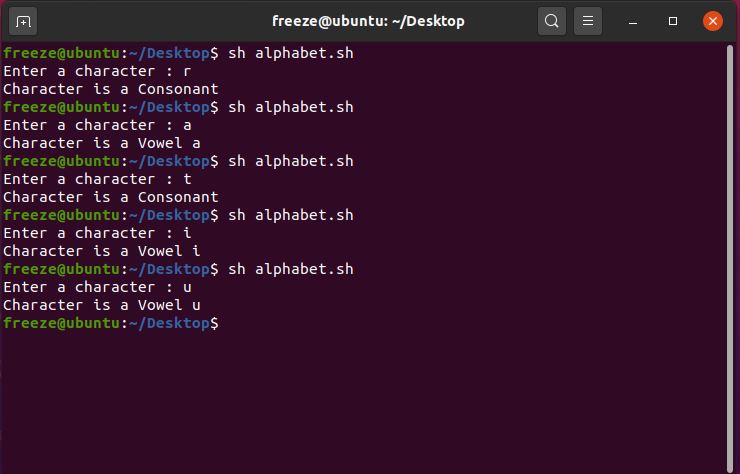 freeze@ubuntu: ~/Desktop
freeze@ubuntu:~/Desktop$ sh alphabet.sh
Enter a character : r
Character is a Consonant
freeze@ubuntu:~/Desktop$ sh alphabet.sh
Enter a character : a
Character is a Vowel a
freeze@ubuntu:~/Desktop$ sh alphabet.sh
Enter a character : t
Character is a Consonant
freeze@ubuntu:~/Desktop$ sh alphabet.sh
Enter a character : i
Character is a Vowel i
freeze@ubuntu:~/Desktop$ sh alphabet.sh
Enter a character : u
Character is a Vowel u
freeze@ubuntu:~/Desktop$